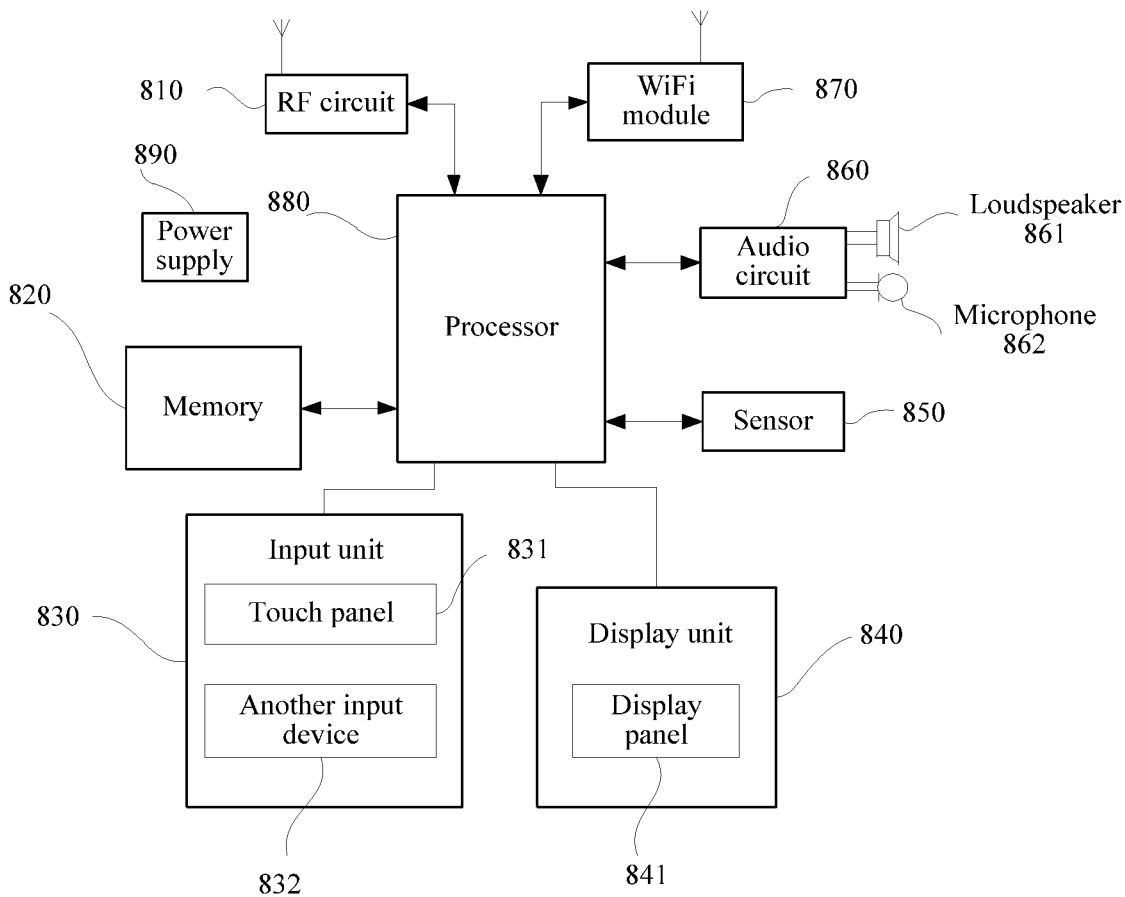 810
RF circuit
WiFi
module
870
890
Power
supply
880
860
Audio
circuit
Loudspeaker
861
Microphone
862
820
Memory
Processor
Sensor
850
Input unit
831
Touch panel
830
Another input
device
832
Display unit
840
Display
panel
841